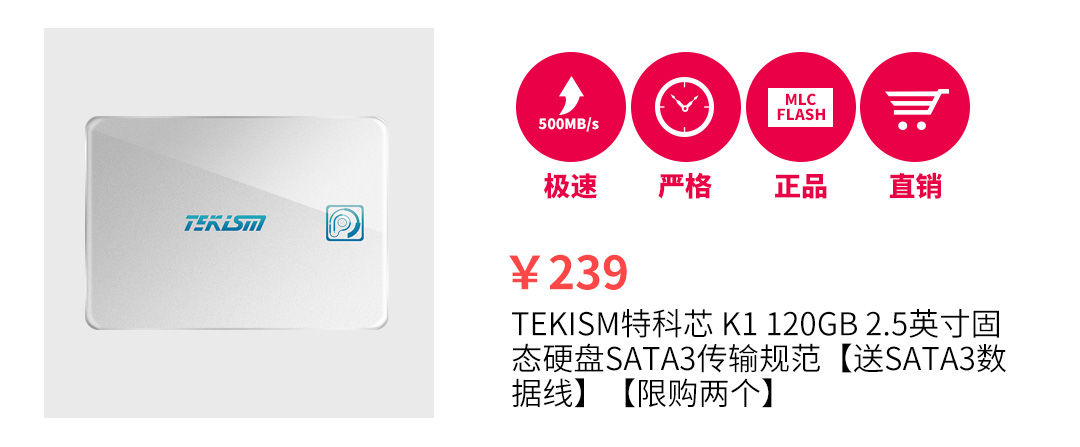 TEKISM
500MB/s
MLC
FLASH
极速
严格
正品
直销
￥239
TEKISM特科芯 K1 120GB 2.5英寸固
态硬盘SATA3传输规范【送SATA3数
据线】【限购两个】